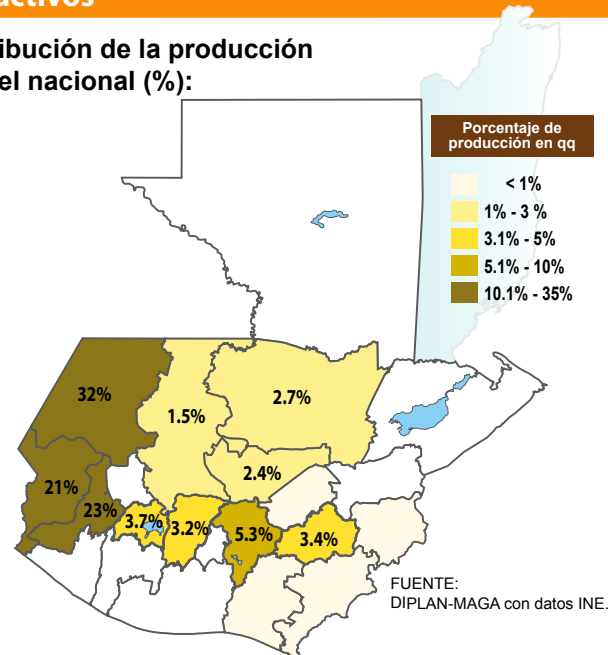 ribución de la producción
el nacional (%):
Porcentaje de
producción en qq
< 1%
1% - 3 %
3.1% - 5%
5.1% - 10%
10.1% - 35%
32%
1.5%
2.7%
2.4%
21%
23%
3.7%
3.2%
5.3%
3.4%
FUENTE:
DIPLAN-MAGA con datos INE.